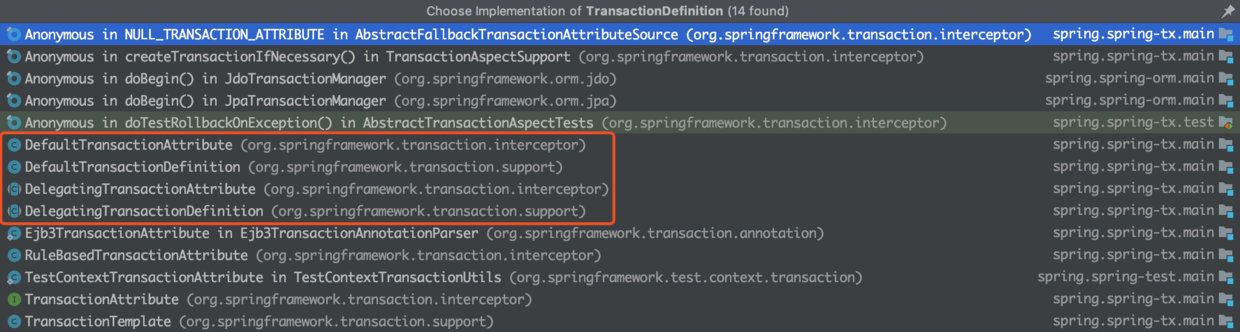 Choose Implementation of TransactionDefinition (14 found)
Anonymous in NULL_TRANSACTION_ATTRIBUTE in AbstractFallbackTransactionAttributeSource (org.springframework.transaction.interceptor) spring.spring-tx.main
Anonymous in createTransactionIfNecessary() in TransactionAspectSupport (org.springframework.transaction.interceptor) spring.spring-tx.main
Anonymous in doBegin() in JdoTransactionManager (org.springframework.orm.jdo) spring.spring-orm.main
Anonymous in doBegin() in JpaTransactionManager (org.springframework.orm.jpa) spring.spring-orm.main
Anonymous in doTestRollbackOnException() in AbstractTransactionAspectTests (org.springframework.transaction.interceptor) spring.spring-tx.test
DefaultTransactionAttribute (org.springframework.transaction.interceptor) spring.spring-tx.main
DefaultTransactionDefinition (org.springframework.transaction.support) spring.spring-tx.main
DelegatingTransactionAttribute (org.springframework.transaction.interceptor) spring.spring-tx.main
DelegatingTransactionDefinition (org.springframework.transaction.support) spring.spring-tx.main
Ejb3TransactionAttribute in Ejb3TransactionAnnotationParser (org.springframework.transaction.annotation) spring.spring-tx.main
RuleBasedTransactionAttribute (org.springframework.transaction.interceptor) spring.spring-tx.main
TestContextTransactionAttribute in TestContextTransactionUtils (org.springframework.test.context.transaction) spring.spring-test.main
TransactionAttribute (org.springframework.transaction.interceptor) spring.spring-tx.main
TransactionTemplate (org.springframework.transaction.support) spring.spring-tx.main